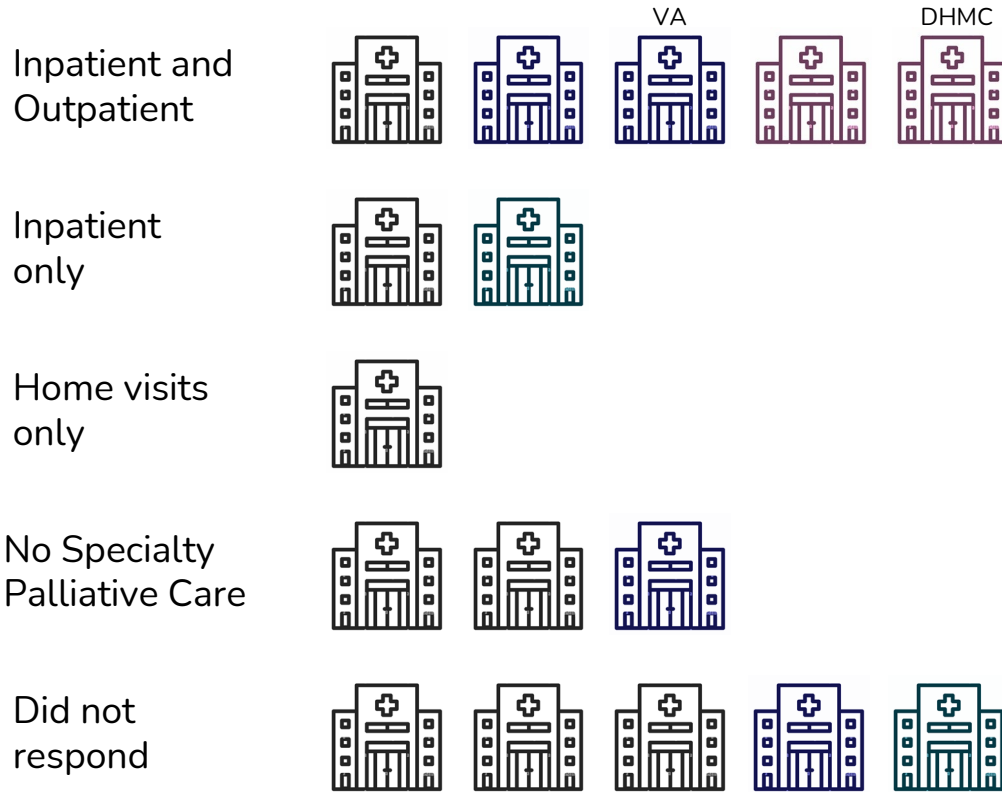 VA
DHMC
Inpatient and
Outpatient
Inpatient
only
Home visits
only
No Specialty
Palliative Care
Did not
respond